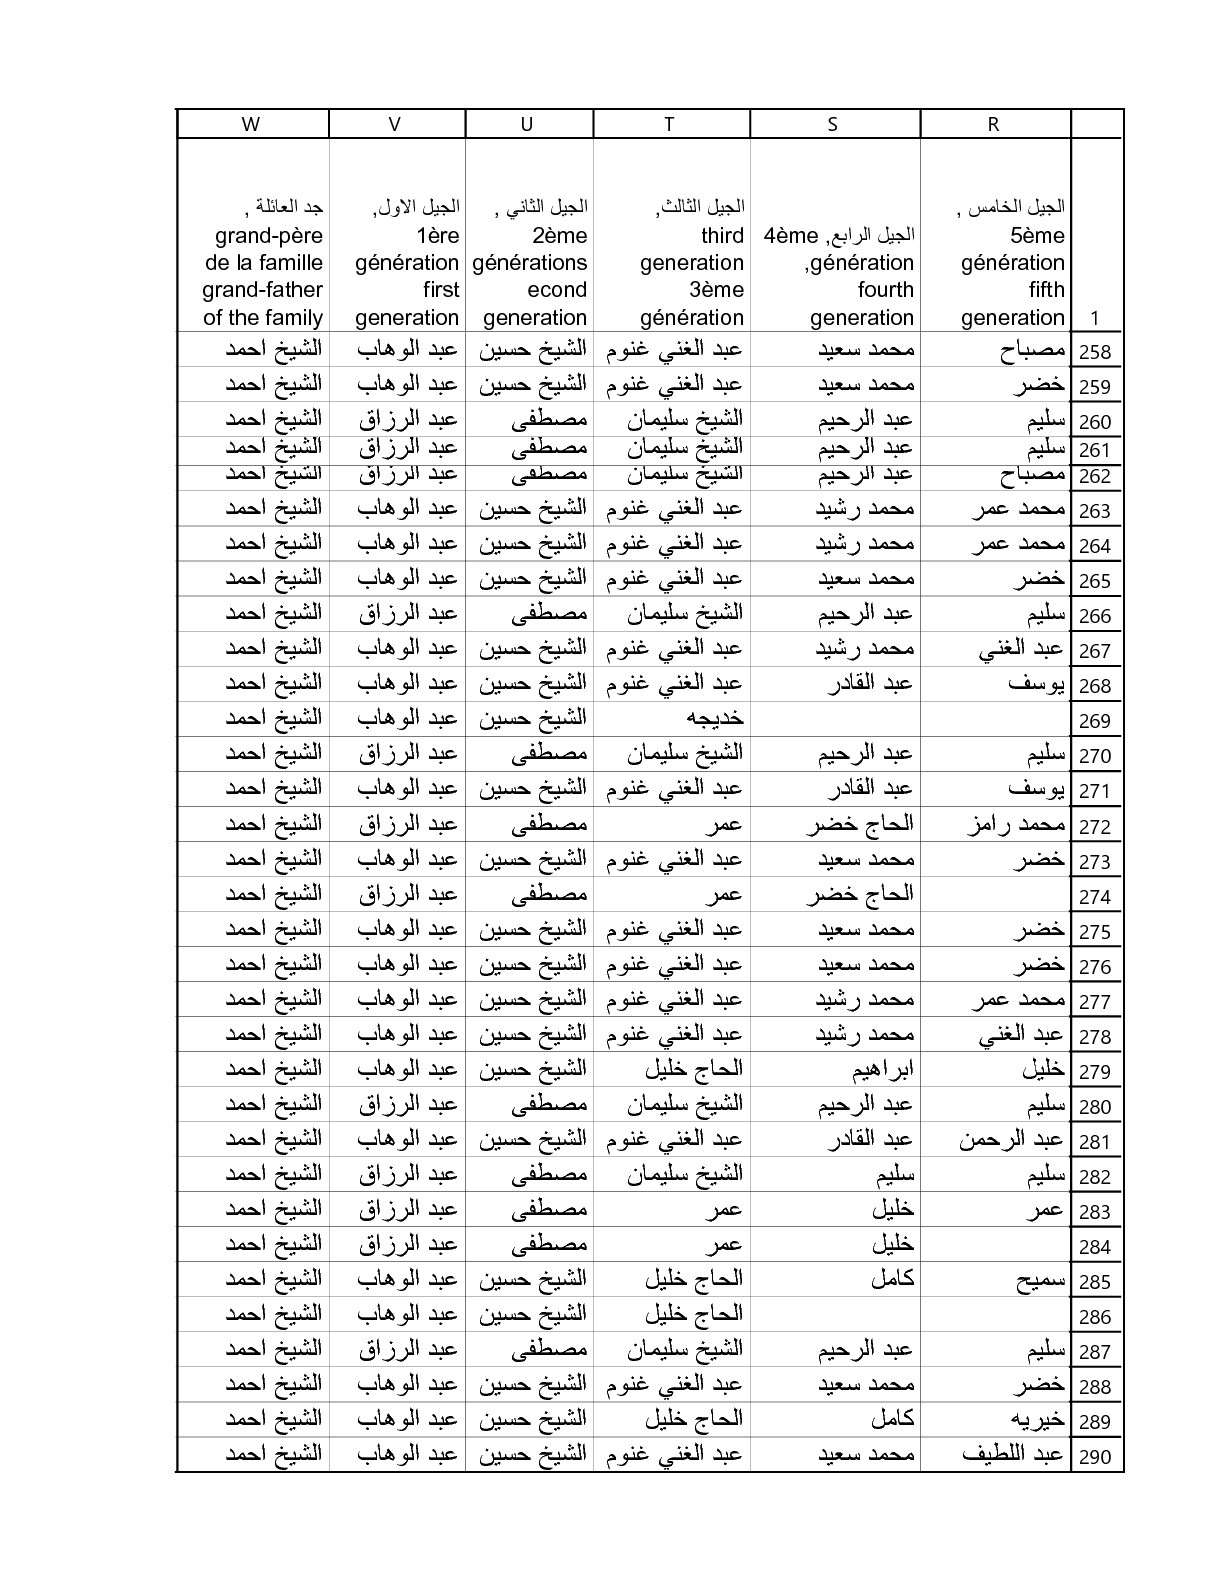 W V U T S R
جد العائلة ,
grand-père
de la famille
grand-father
of the family
الجيل الاول,
1ère
génération
first
generation
الجيل الثاني ,
2ème
générations
econd
generation
الجيل الثالث,
third
generation
3ème
génération
الجيل الرابع, 4ème
génération,
fourth
generation
الجيل الخامس ,
5ème
génération
fifth
generation
1
258 مصباح محمد سعيد عبد الغني غنوم الشيخ حسين عبد الوهاب الشيخ احمد
259 خضر محمد سعيد عبد الغني غنوم الشيخ حسين عبد الوهاب الشيخ احمد
260 سليم عبد الرحيم الشيخ سليمان مصطفى عبد الرزاق الشيخ احمد
261 سليم عبد الرحيم الشيخ سليمان مصطفى عبد الرزاق الشيخ احمد
262 مصباح عبد الرحيم الشيخ سليمان مصطفى عبد الرزاق الشيخ احمد
263 محمد عمر محمد رشيد عبد الغني غنوم الشيخ حسين عبد الوهاب الشيخ احمد
264 محمد عمر محمد رشيد عبد الغني غنوم الشيخ حسين عبد الوهاب الشيخ احمد
265 خضر محمد سعيد عبد الغني غنوم الشيخ حسين عبد الوهاب الشيخ احمد
266 سليم عبد الرحيم الشيخ سليمان مصطفى عبد الرزاق الشيخ احمد
267 عبد الغني محمد رشيد عبد الغني غنوم الشيخ حسين عبد الوهاب الشيخ احمد
268 يوسف عبد القادر عبد الغني غنوم الشيخ حسين عبد الوهاب الشيخ احمد
269 خديجه الشيخ حسين عبد الوهاب الشيخ احمد
270 سليم عبد الرحيم الشيخ سليمان مصطفى عبد الرزاق الشيخ احمد
271 يوسف عبد القادر عبد الغني غنوم الشيخ حسين عبد الوهاب الشيخ احمد
272 محمد رامز الحاج خضر عمر مصطفى عبد الرزاق الشيخ احمد
273 خضر محمد سعيد عبد الغني غنوم الشيخ حسين عبد الوهاب الشيخ احمد
274 الحاج خضر عمر مصطفى عبد الرزاق الشيخ احمد
275 خضر محمد سعيد عبد الغني غنوم الشيخ حسين عبد الوهاب الشيخ احمد
276 خضر محمد سعيد عبد الغني غنوم الشيخ حسين عبد الوهاب الشيخ احمد
277 محمد عمر محمد رشيد عبد الغني غنوم الشيخ حسين عبد الوهاب الشيخ احمد
278 عبد الغني محمد رشيد عبد الغني غنوم الشيخ حسين عبد الوهاب الشيخ احمد
279 خليل ابراهيم الحاج خليل الشيخ حسين عبد الوهاب الشيخ احمد
280 سليم عبد الرحيم الشيخ سليمان مصطفى عبد الرزاق الشيخ احمد
281 عبد الرحمن عبد القادر عبد الغني غنوم الشيخ حسين عبد الوهاب الشيخ احمد
282 سليم سليم الشيخ سليمان مصطفى عبد الرزاق الشيخ احمد
283 عمر خليل عمر مصطفى عبد الرزاق الشيخ احمد
284 خليل عمر مصطفى عبد الرزاق الشيخ احمد
285 سميح كامل الحاج خليل الشيخ حسين عبد الوهاب الشيخ احمد
286 الحاج خليل الشيخ حسين عبد الوهاب الشيخ احمد
287 سليم عبد الرحيم الشيخ سليمان مصطفى عبد الرزاق الشيخ احمد
288 خضر محمد سعيد عبد الغني غنوم الشيخ حسين عبد الوهاب الشيخ احمد
289 خيريه كامل الحاج خليل الشيخ حسين عبد الوهاب الشيخ احمد
290 عبد اللطيف محمد سعيد عبد الغني غنوم الشيخ حسين عبد الوهاب الشيخ احمد